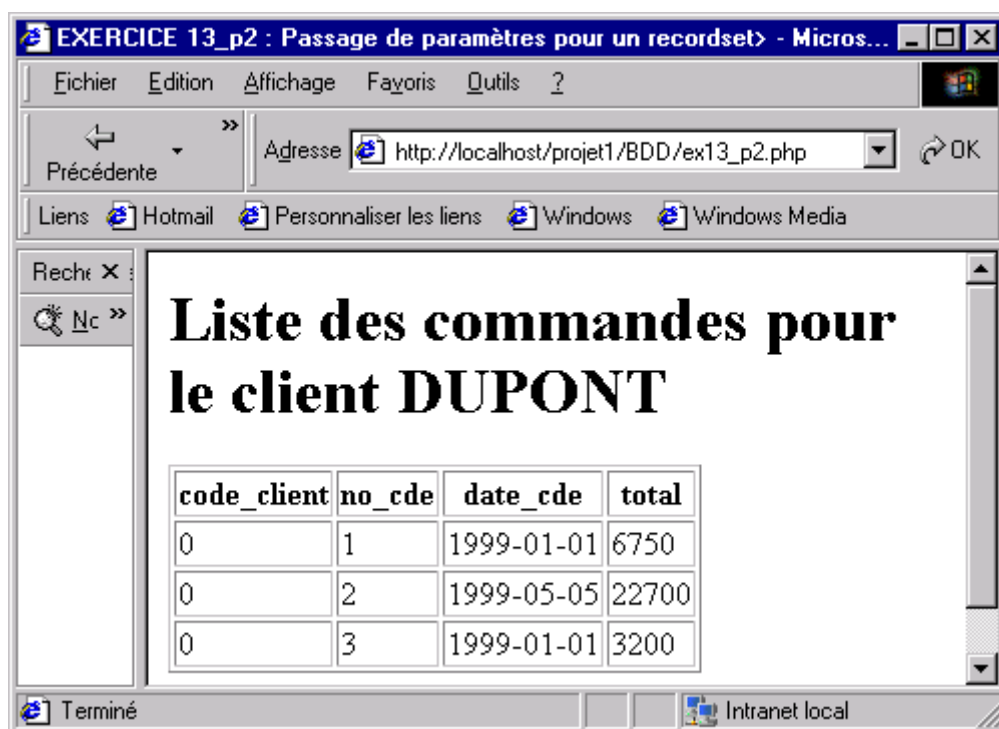 EXERCICE 13_p2 : Passage de paramètres pour un recordset> - Micros...
Fichier Edition Affichage Favoris Outils ?
Précédente » Adresse http://localhost/projet1/BDD/ex13_p2.php OK
Liens Hotmail Personnaliser les liens Windows Windows Media
Reche
Nc »
Liste des commandes pour
le client DUPONT
code_client no_cde date_cde total
0 1 1999-01-01 6750
0 2 1999-05-05 22700
0 3 1999-01-01 3200
Terminé Intranet local